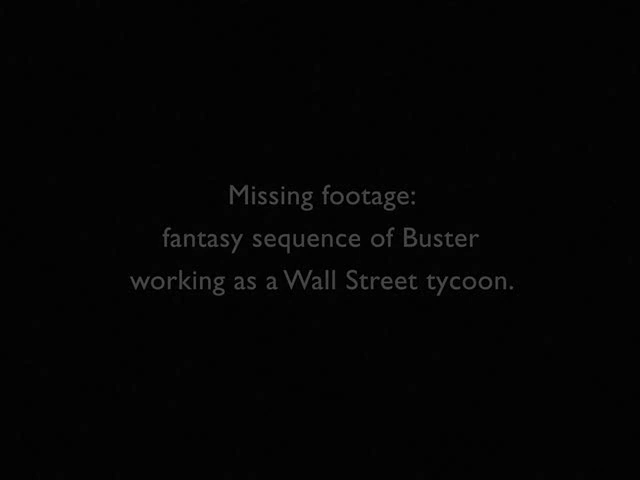 Missing footage:
fantasy sequence of Buster
working as a Wall Street tycoon.